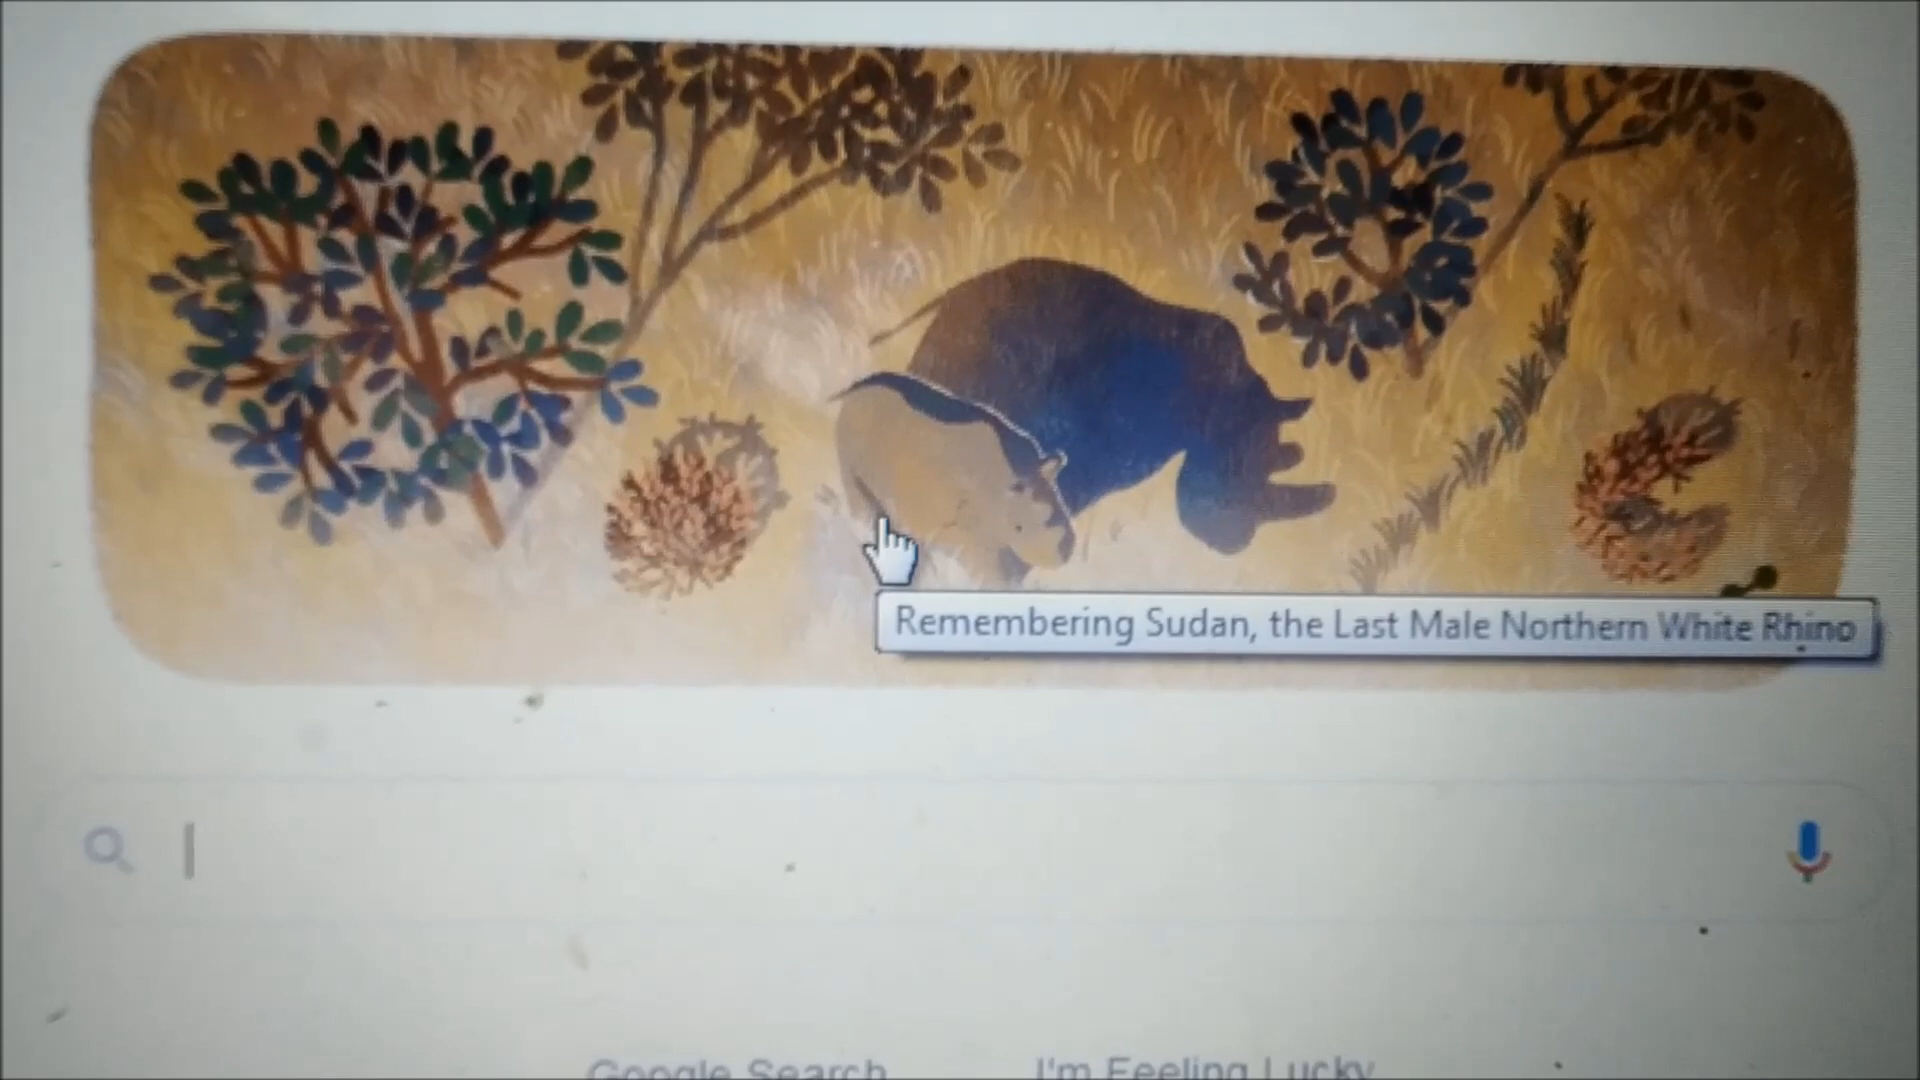 Remembering Sudan, the Last Male Northern White Rhino
Google Search
I'm Feeling Lucky